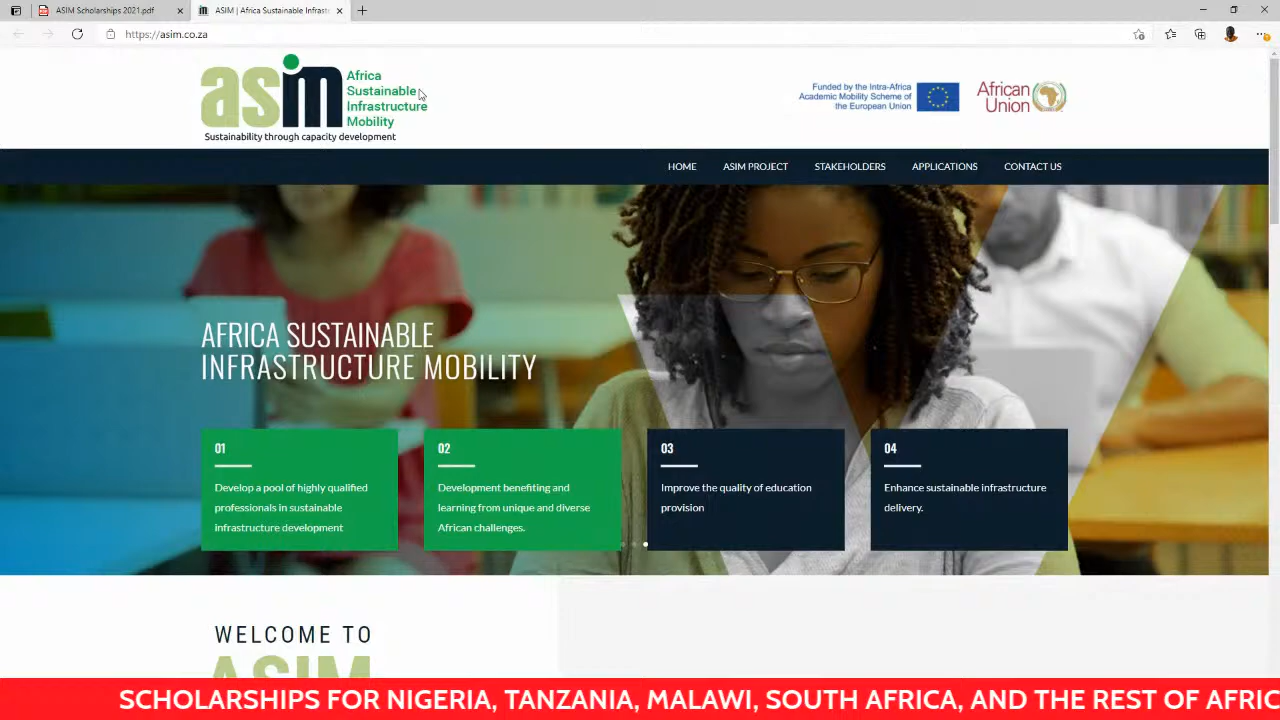 ASIM Scholarships 2021.pdf
ASIM | Africa Sustainable Infras
https://asim.co.za
asim
Africa
Sustainable
Infrastructure
Mobility
Sustainability through capacity development
Funded by the Intra-Africa
Academic Mobility Scheme of
the European Union
African
Union
HOME
ASIM PROJECT
STAKEHOLDERS
APPLICATIONS
CONTACT US
AFRICA SUSTAINABLE
INFRASTRUCTURE MOBILITY
01
Develop a pool of highly qualified
professionals in sustainable
infrastructure development
02
Development benefiting and
learning from unique and diverse
African challenges.
03
Improve the quality of education
provision
04
Enhance sustainable infrastructure
delivery.
WELCOME TO
ASIM
SCHOLARSHIPS FOR NIGERIA, TANZANIA, MALAWI, SOUTH AFRICA, AND THE REST OF AFRIC